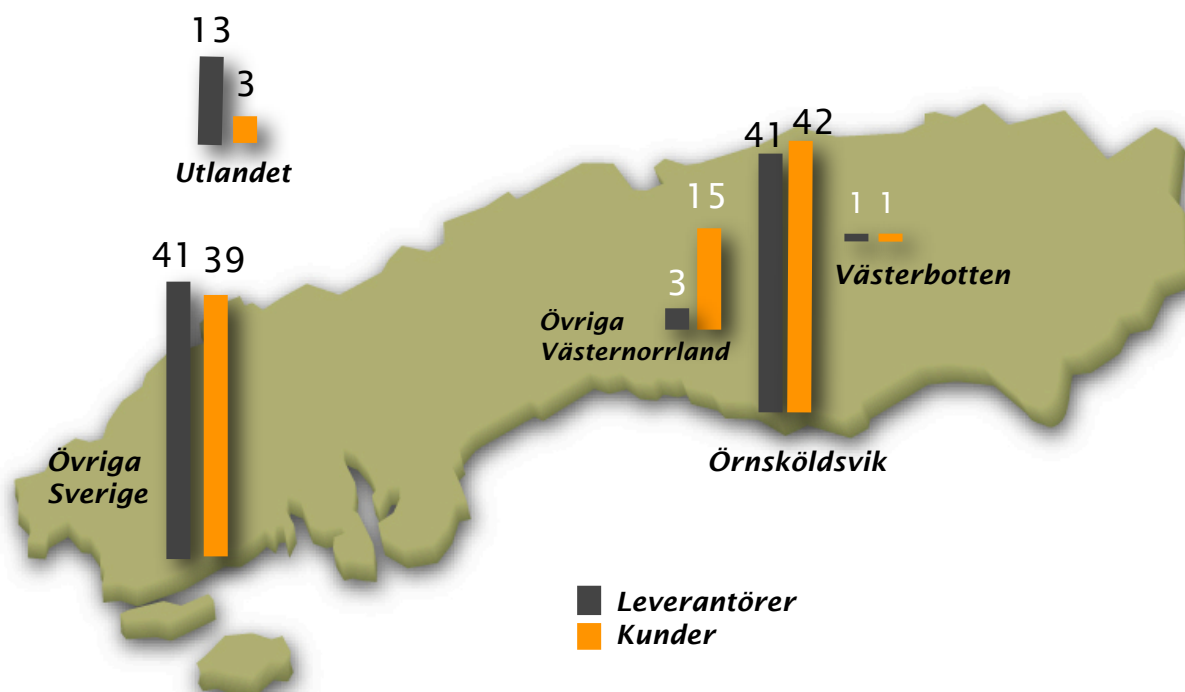 13
3
Utlandet
41
39
Övriga
Sverige
15
3
Övriga
Västernorrland
41
42
Örnsköldsvik
1
1
Västerbotten
Leverantörer
Kunder